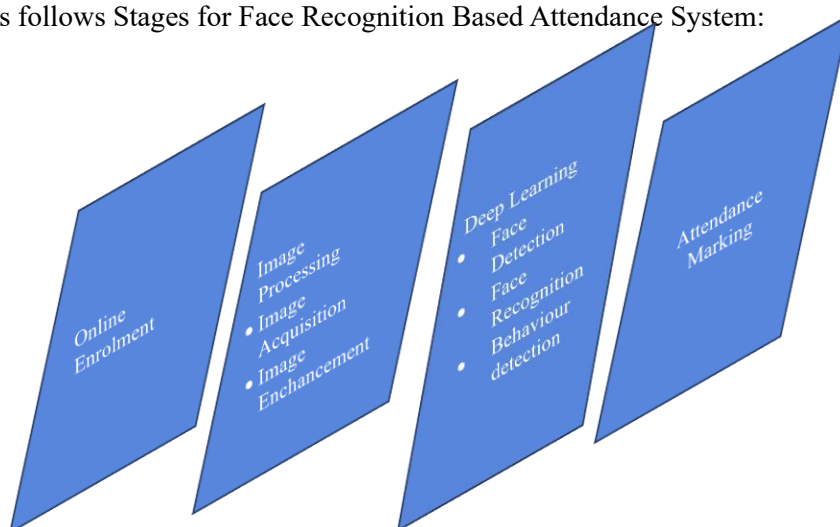 s follows Stages for Face Recognition Based Attendance System:
Online
Enrolment
Image
Processing
• Image
Acquisition
• Image
Enchancement
Deep Learning
• Face
Detection
• Face
Recognition
• Behaviour
detection
Attendance
Marking